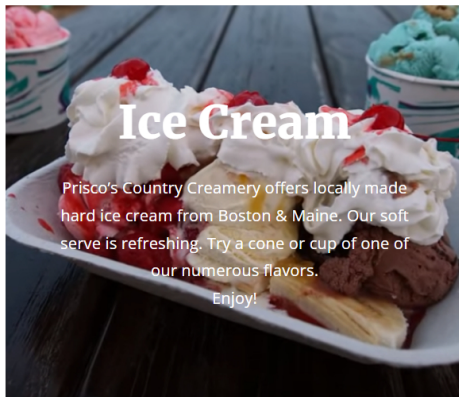 Ice Cream
Prisco's Country Creamery offers locally made
hard ice cream from Boston & Maine. Our soft
serve is refreshing. Try a cone or cup of one of
our numerous flavors.
Enjoy!